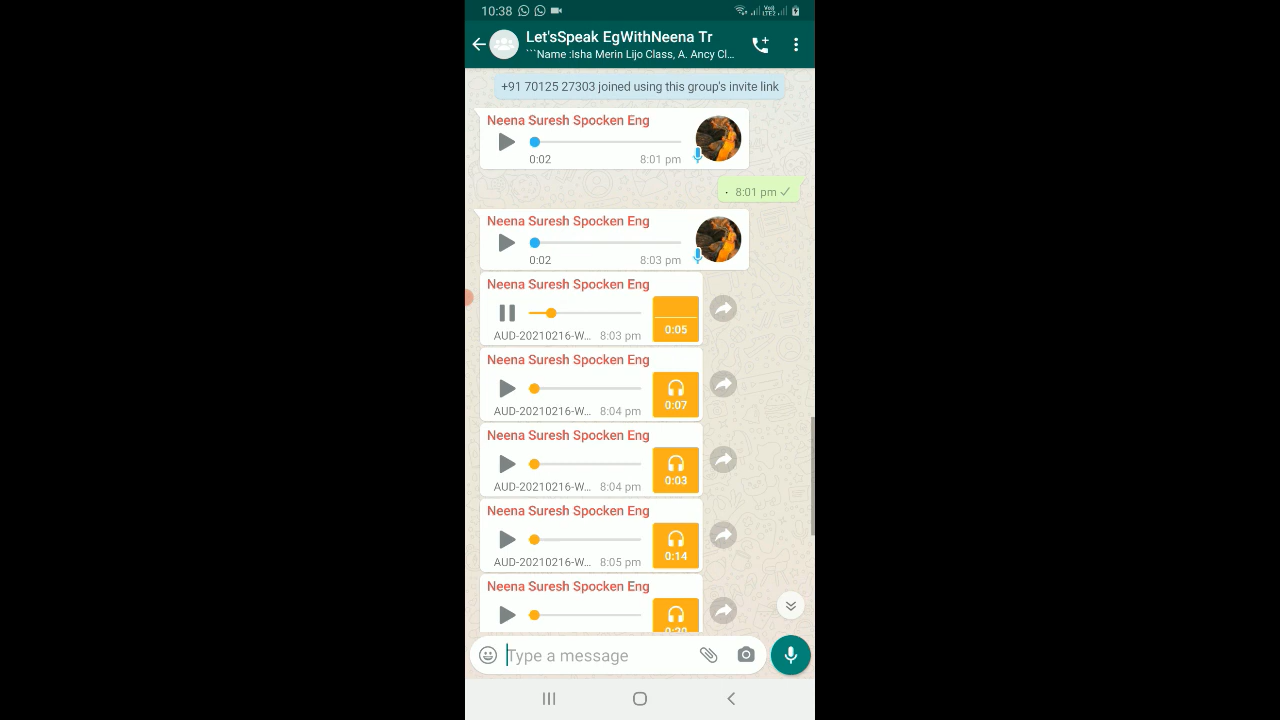 10:38
Let'sSpeak EgWithNeena Tr
```Name :Isha Merin Lijo Class, A. Ancy Cl...
+91 70125 27303 joined using this group's invite link
Neena Suresh Spocken Eng
0:02 8:01 pm
. 8:01 pm
Neena Suresh Spocken Eng
0:02 8:03 pm
Neena Suresh Spocken Eng
0:05
AUD-20210216-W... 8:03 pm
Neena Suresh Spocken Eng
0:07
AUD-20210216-W... 8:04 pm
Neena Suresh Spocken Eng
0:03
AUD-20210216-W... 8:04 pm
Neena Suresh Spocken Eng
0:14
AUD-20210216-W... 8:05 pm
Neena Suresh Spocken Eng
Type a message